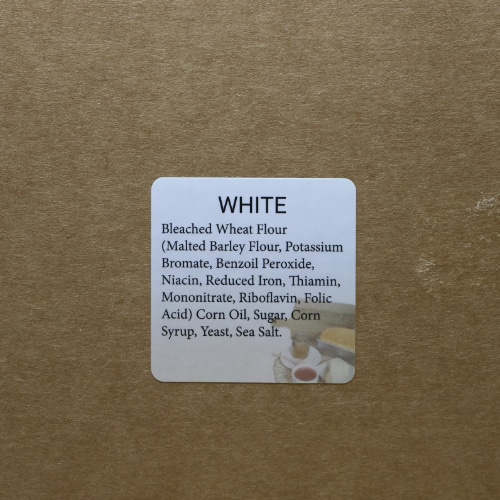 WHITE
Bleached Wheat Flour
(Malted Barley Flour, Potassium
Bromate, Benzoil Peroxide,
Niacin, Reduced Iron, Thiamin,
Mononitrate, Riboflavin, Folic
Acid) Corn Oil, Sugar, Corn
Syrup, Yeast, Sea Salt.